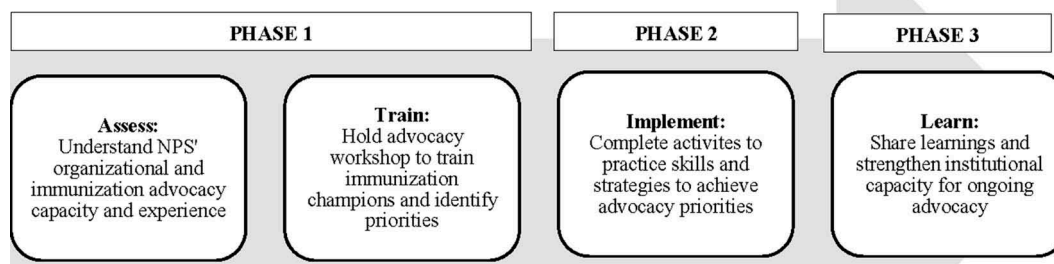 PHASE 1
PHASE 2
PHASE 3
Assess:
Understand NPS'
organizational and
immunization advocacy
capacity and experience
Train:
Hold advocacy
workshop to train
immunization
champions and identify
priorities
Implement:
Complete activites to
practice skills and
strategies to achieve
advocacy priorities
Learn:
Share learnings and
strengthen institutional
capacity for ongoing
advocacy